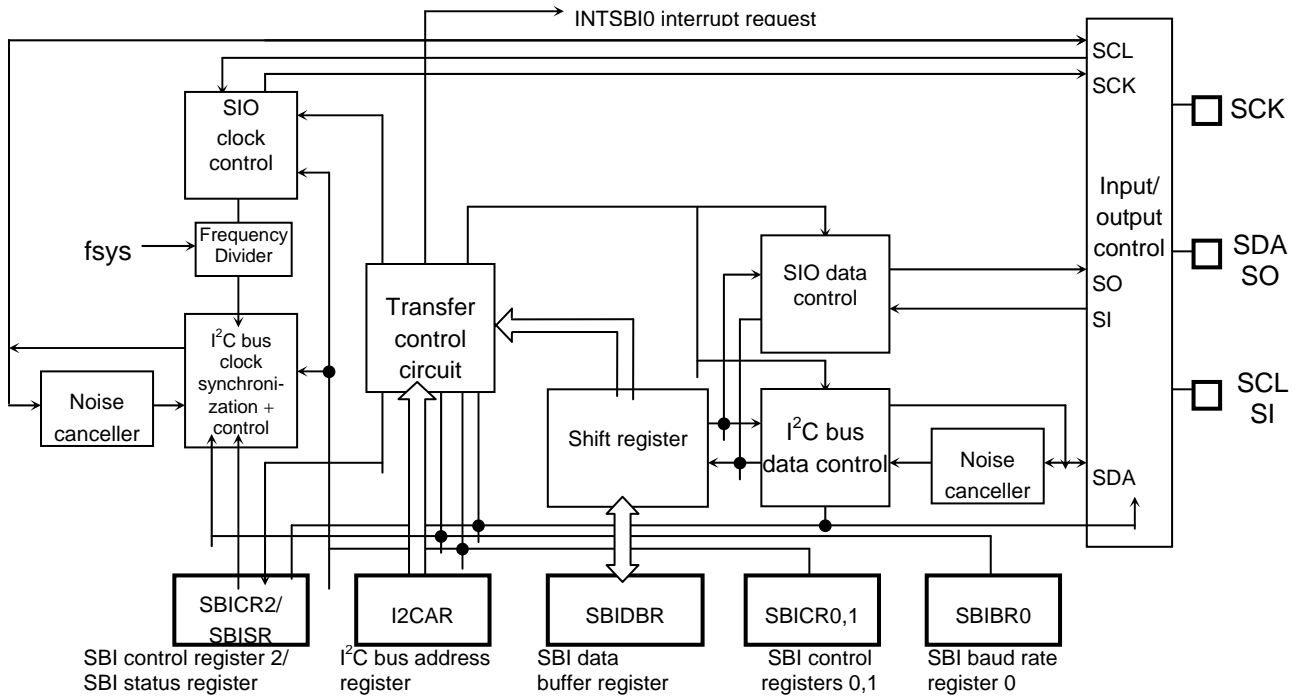 INTSBI0 interrupt request
SCL
SCK
SIO
clock
control
SCK
Input/
output
control
fsys
Frequency
Divider
SIO data
control
SO
SI
SDA
SO
Transfer
control
circuit
I²C bus
clock
synchroni-
zation +
control
Noise
canceller
Shift register
I²C bus
data control
Noise
canceller
SDA
SCL
SI
SBICR2/
SBISR
I2CAR
SBIDBR
SBICR0,1
SBIBR0
SBI control register 2/
SBI status register
I²C bus address
register
SBI data
buffer register
SBI control
registers 0,1
SBI baud rate
register 0